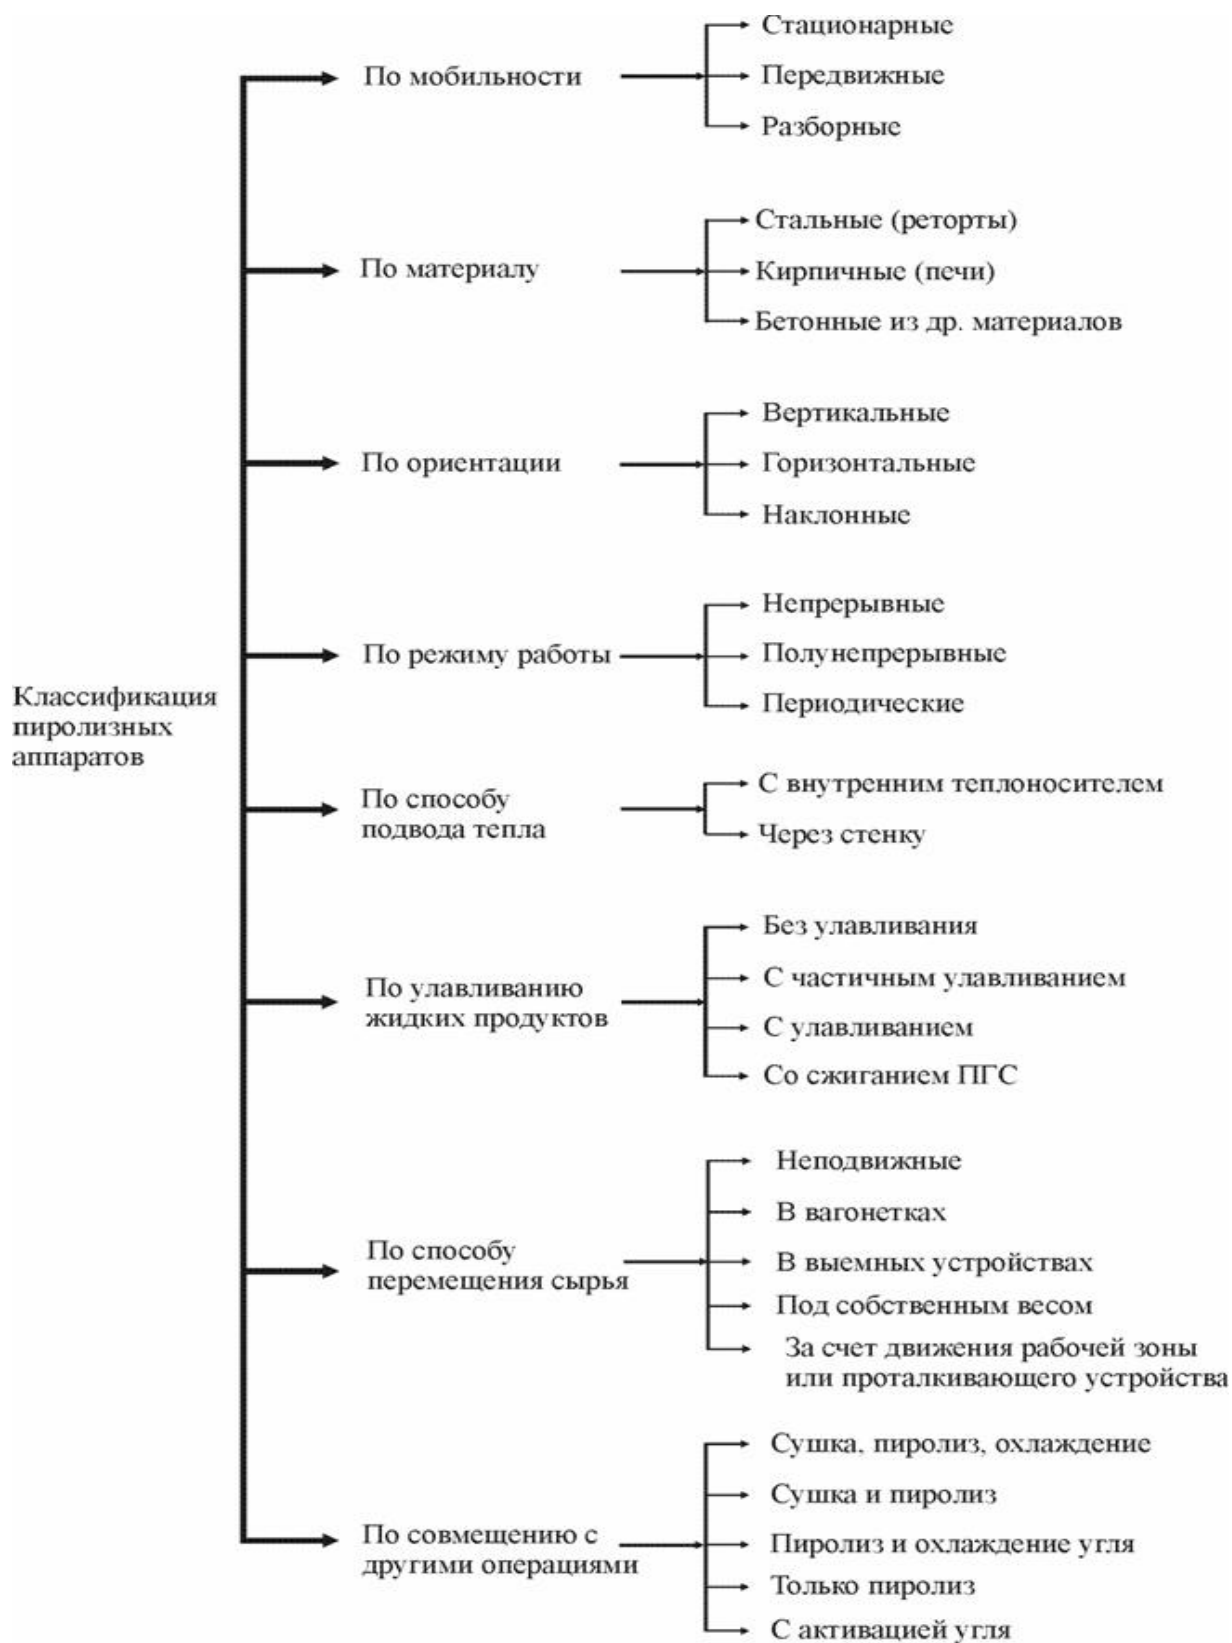 Классификация
пиролизных
аппаратов
По мобильности
Стационарные
Передвижные
Разборные
По материалу
Стальные (реторты)
Кирпичные (печи)
Бетонные из др. материалов
По ориентации
Вертикальные
Горизонтальные
Наклонные
По режиму работы
Непрерывные
Полунепрерывные
Периодические
По способу
подвода тепла
С внутренним теплоносителем
Через стенку
По улавливанию
жидких продуктов
Без улавливания
С частичным улавливанием
С улавливанием
Со сжиганием ПГС
По способу
перемещения сырья
Неподвижные
В вагонетках
В выемных устройствах
Под собственным весом
За счет движения рабочей зоны
или проталкивающего устройства
По совмещению с
другими операциями
Сушка, пиролиз, охлаждение
Сушка и пиролиз
Пиролиз и охлаждение угля
Только пиролиз
С активацией угля